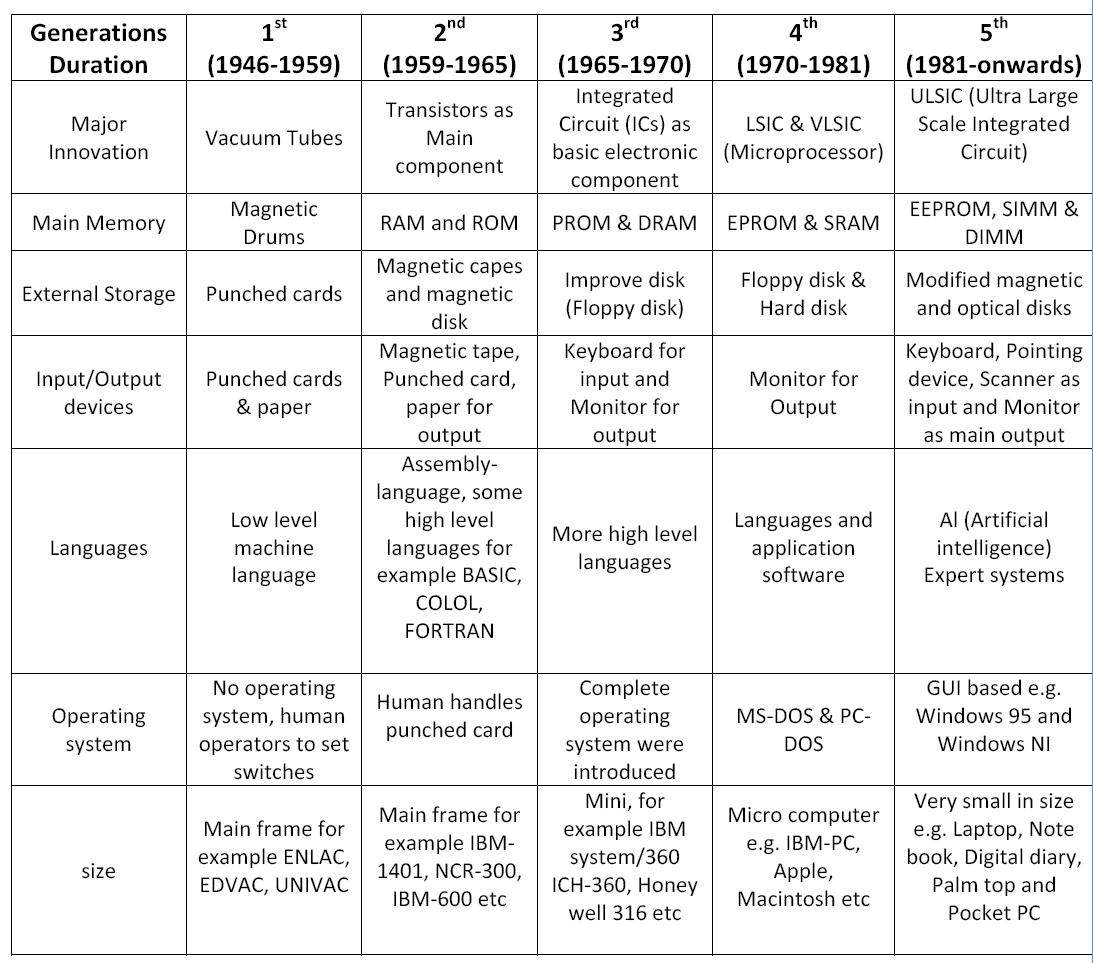 Generations Duration 1st (1946-1959) 2nd (1959-1965) 3rd (1965-1970) 4th (1970-1981) 5th (1981-onwards)
Major Innovation Vacuum Tubes Transistors as Main component Integrated Circuit (ICs) as basic electronic component LSIC & VLSIC (Microprocessor) ULSIC (Ultra Large Scale Integrated Circuit)
Main Memory Magnetic Drums RAM and ROM PROM & DRAM EPROM & SRAM EEPROM, SIMM & DIMM
External Storage Punched cards Magnetic capes and magnetic disk Improve disk (Floppy disk) Floppy disk & Hard disk Modified magnetic and optical disks
Input/Output devices Punched cards & paper Magnetic tape, Punched card, paper for output Keyboard for input and Monitor for output Monitor for Output Keyboard, Pointing device, Scanner as input and Monitor as main output
Languages Low level machine language Assembly-language, some high level languages for example BASIC, COLOL, FORTRAN More high level languages Languages and application software Al (Artificial intelligence) Expert systems
Operating system No operating system, human operators to set switches Human handles punched card Complete operating system were introduced MS-DOS & PC-DOS GUI based e.g. Windows 95 and Windows NI
size Main frame for example ENLAC, EDVAC, UNIVAC Main frame for example IBM-1401, NCR-300, IBM-600 etc Mini, for example IBM system/360 ICH-360, Honey well 316 etc Micro computer e.g. IBM-PC, Apple, Macintosh etc Very small in size e.g. Laptop, Note book, Digital diary, Palm top and Pocket PC